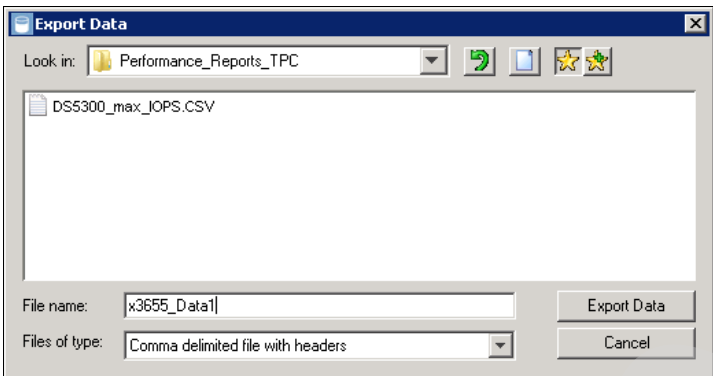 Export Data
Look in: Performance_Reports_TPC
DS5300_max_IOPS.CSV
File name: x3655_Data1 Export Data
Files of type: Comma delimited file with headers Cancel